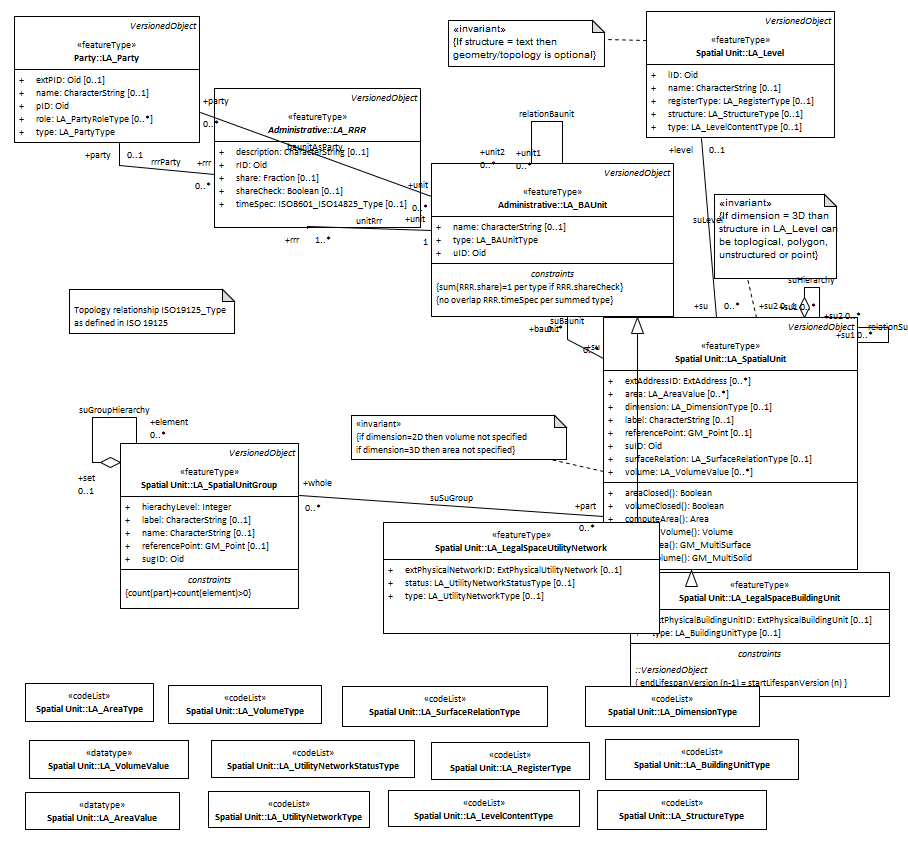 VersionedObject
«featureType»
Party::LA_Party
+ extPID: Oid [0..1]
+ name: CharacterString [0..1]
+ pID: Oid
+ role: LA_PartyRoleType [0..*]
+ type: LA_PartyType
«invariant»
{If structure = text then
geometry/topology is optional}
VersionedObject
«featureType»
Spatial Unit::LA_Level
+ lID: Oid
+ name: CharacterString [0..1]
+ registerType: LA_RegisterType [0..1]
+ structure: LA_StructureType [0..1]
+ type: LA_LevelContentType [0..1]
+party
0..*
VersionedObject
«featureType»
Administrative::LA_RRR
baunitAsParty
+ description: CharacterString [0..1]
+ rID: Oid
+ share: Fraction [0..1]
+ shareCheck: Boolean [0..1]
+ timeSpec: ISO8601_ISO14825_Type [0..1]
+party
0..1
rrrParty
+rrr
0..*
relationBaunit
+unit2
0..*
+unit1
0..*
+level
0..1
+unit
0..*
unitRrr
+unit
+rrr
1..*
1
VersionedObject
«featureType»
Administrative::LA_BAUnit
+ name: CharacterString [0..1]
+ type: LA_BAUnitType
+ uID: Oid
constraints
{sum(RRR.share)=1 per type if RRR.shareCheck}
{no overlap RRR.timeSpec per summed type}
«invariant»
{If dimension = 3D than
structure in LA_Level can
be toplogical, polygon,
unstructured or point}
suLevel
suHierarchy
Topology relationship ISO19125_Type
as defined in ISO 19125
+su
0..*
+su2 0..1
+su1 0..*
+su2 0..*
relationSu
+su1 0..*
suBaunit
+baunit
0..*
+su
0..*
VersionedObject
«featureType»
Spatial Unit::LA_SpatialUnit
+ extAddressID: ExtAddress [0..*]
+ area: LA_AreaValue [0..*]
+ dimension: LA_DimensionType [0..1]
+ label: CharacterString [0..1]
+ referencePoint: GM_Point [0..1]
+ suID: Oid
+ surfaceRelation: LA_SurfaceRelationType [0..1]
+ volume: LA_VolumeValue [0..*]
+ areaClosed(): Boolean
+ volumeClosed(): Boolean
+ computeArea(): Area
Volume(): Volume
ea(): GM_MultiSurface
lume(): GM_MultiSolid
suGroupHierarchy
+element
0..*
+set
0..1
«invariant»
{if dimension=2D then volume not specified
if dimension=3D then area not specified}
VersionedObject
«featureType»
Spatial Unit::LA_SpatialUnitGroup
+ hierachyLevel: Integer
+ label: CharacterString [0..1]
+ name: CharacterString [0..1]
+ referencePoint: GM_Point [0..1]
+ sugID: Oid
constraints
{count(part)+count(element)>0}
+whole
0..*
suSuGroup
+part
0..*
«featureType»
Spatial Unit::LA_LegalSpaceUtilityNetwork
+ extPhysicalNetworkID: ExtPhysicalUtilityNetwork [0..1]
+ status: LA_UtilityNetworkStatusType [0..1]
+ type: LA_UtilityNetworkType [0..1]
«featureType»
Spatial Unit::LA_LegalSpaceBuildingUnit
xtPhysicalBuildingUnitID: ExtPhysicalBuildingUnit [0..1]
type: LA_BuildingUnitType [0..1]
constraints
::VersionedObject
{ endLifespanVersion (n-1) = startLifespanVersion (n) }
«codeList»
Spatial Unit::LA_AreaType
«codeList»
Spatial Unit::LA_VolumeType
«codeList»
Spatial Unit::LA_SurfaceRelationType
«codeList»
Spatial Unit::LA_DimensionType
«datatype»
Spatial Unit::LA_VolumeValue
«codeList»
Spatial Unit::LA_UtilityNetworkStatusType
«codeList»
Spatial Unit::LA_RegisterType
«codeList»
Spatial Unit::LA_BuildingUnitType
«datatype»
Spatial Unit::LA_AreaValue
«codeList»
Spatial Unit::LA_UtilityNetworkType
«codeList»
Spatial Unit::LA_LevelContentType
«codeList»
Spatial Unit::LA_StructureType